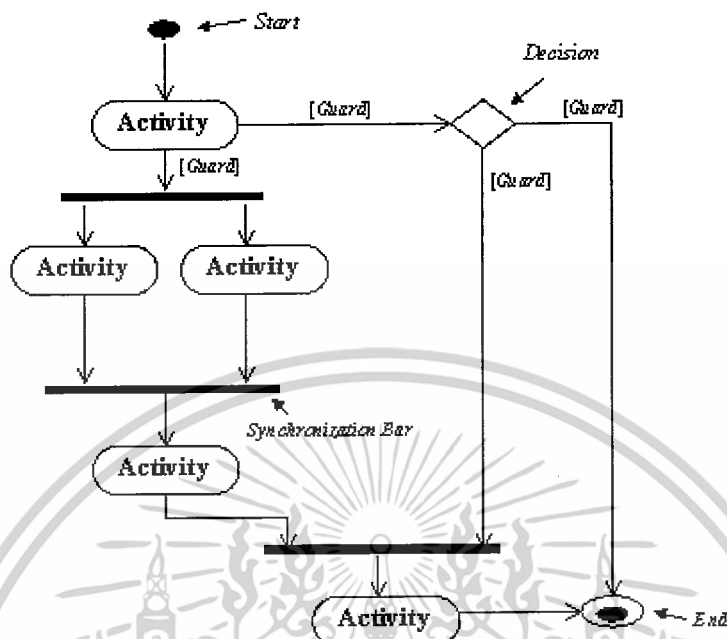 Start
Decision
Activity
[Guard]
[Guard]
[Guard]
[Guard]
Activity
Activity
Synchronization Bar
Activity
Activity
End